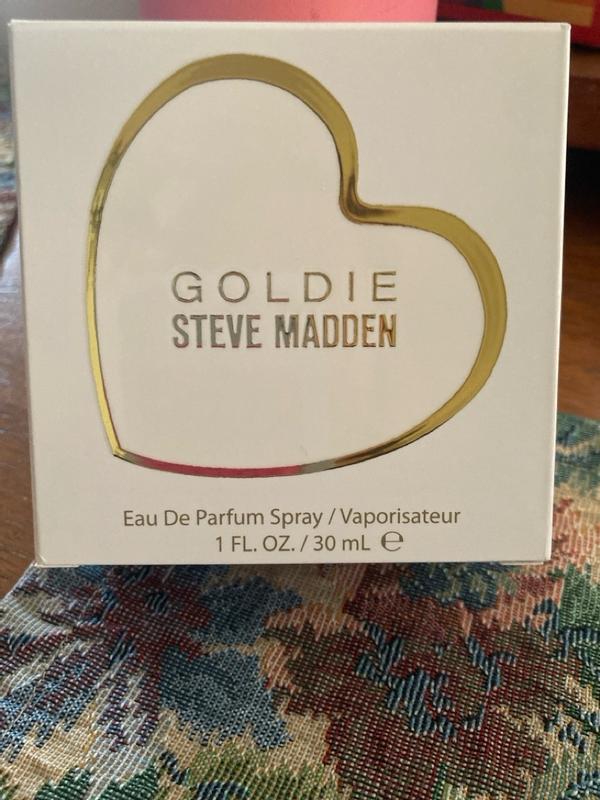 GOLDIE
STEVE MADDEN
Eau De Parfum Spray / Vaporisateur
1 FL. OZ. / 30 mL ℮